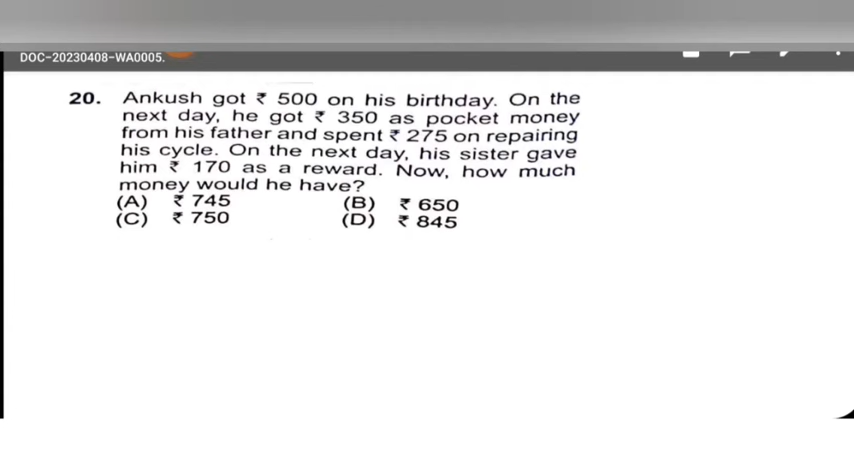 DOC-20230408-WA0005.
20. Ankush got ₹ 500 on his birthday. On the
next day, he got ₹ 350 as pocket money
from his father and spent ₹ 275 on repairing
his cycle. On the next day, his sister gave
him ₹ 170 as a reward. Now, how much
money would he have?
(A) ₹ 745 (B) ₹ 650
(C) ₹ 750 (D) ₹ 845